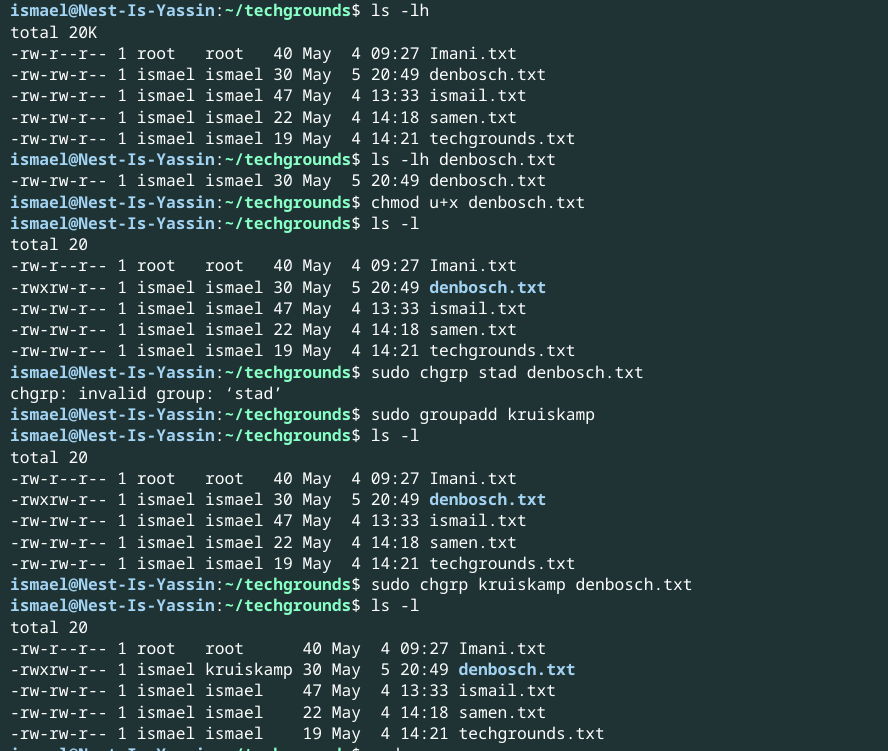 ismael@Nest-Is-Yassin:~/techgrounds$ ls -lh
total 20K
-rw-r--r-- 1 root   root   40 May  4 09:27 Imani.txt
-rw-rw-r-- 1 ismael ismael 30 May  5 20:49 denbosch.txt
-rw-rw-r-- 1 ismael ismael 47 May  4 13:33 ismail.txt
-rw-rw-r-- 1 ismael ismael 22 May  4 14:18 samen.txt
-rw-rw-r-- 1 ismael ismael 19 May  4 14:21 techgrounds.txt
ismael@Nest-Is-Yassin:~/techgrounds$ ls -lh denbosch.txt
-rw-rw-r-- 1 ismael ismael 30 May  5 20:49 denbosch.txt
ismael@Nest-Is-Yassin:~/techgrounds$ chmod u+x denbosch.txt
ismael@Nest-Is-Yassin:~/techgrounds$ ls -l
total 20
-rw-r--r-- 1 root   root   40 May  4 09:27 Imani.txt
-rwxrw-r-- 1 ismael ismael 30 May  5 20:49 denbosch.txt
-rw-rw-r-- 1 ismael ismael 47 May  4 13:33 ismail.txt
-rw-rw-r-- 1 ismael ismael 22 May  4 14:18 samen.txt
-rw-rw-r-- 1 ismael ismael 19 May  4 14:21 techgrounds.txt
ismael@Nest-Is-Yassin:~/techgrounds$ sudo chgrp stad denbosch.txt
chgrp: invalid group: ‘stad’
ismael@Nest-Is-Yassin:~/techgrounds$ sudo groupadd kruiskamp
ismael@Nest-Is-Yassin:~/techgrounds$ ls -l
total 20
-rw-r--r-- 1 root   root   40 May  4 09:27 Imani.txt
-rwxrw-r-- 1 ismael ismael 30 May  5 20:49 denbosch.txt
-rw-rw-r-- 1 ismael ismael 47 May  4 13:33 ismail.txt
-rw-rw-r-- 1 ismael ismael 22 May  4 14:18 samen.txt
-rw-rw-r-- 1 ismael ismael 19 May  4 14:21 techgrounds.txt
ismael@Nest-Is-Yassin:~/techgrounds$ sudo chgrp kruiskamp denbosch.txt
ismael@Nest-Is-Yassin:~/techgrounds$ ls -l
total 20
-rw-r--r-- 1 root   root      40 May  4 09:27 Imani.txt
-rwxrw-r-- 1 ismael kruiskamp 30 May  5 20:49 denbosch.txt
-rw-rw-r-- 1 ismael ismael    47 May  4 13:33 ismail.txt
-rw-rw-r-- 1 ismael ismael    22 May  4 14:18 samen.txt
-rw-rw-r-- 1 ismael ismael    19 May  4 14:21 techgrounds.txt